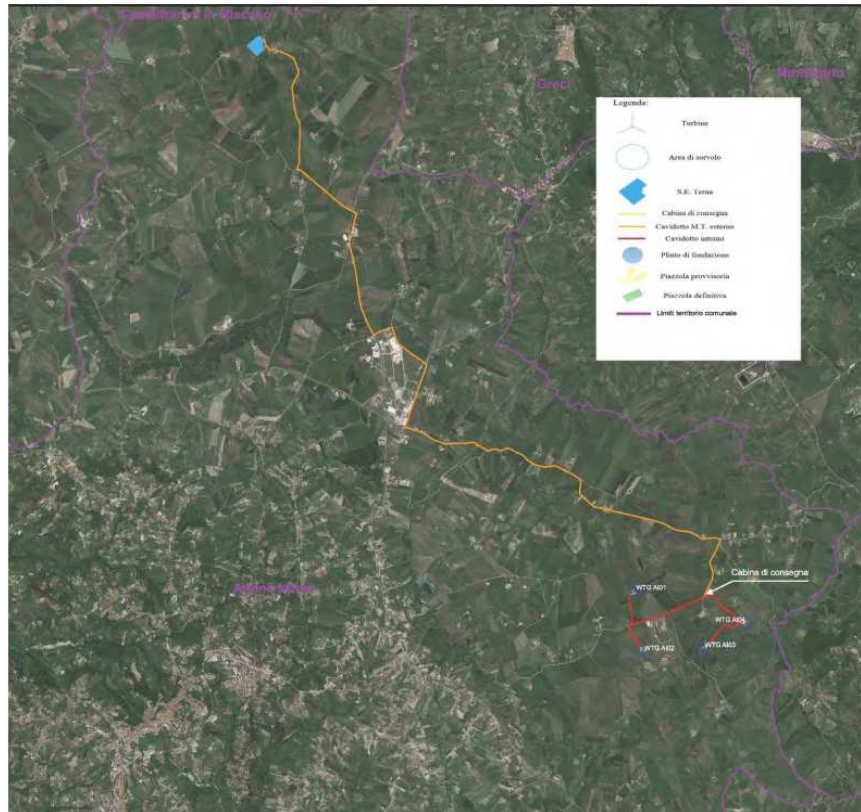 Greci
Legenda:
Turbine
Area di sorvolo
S.E. Terna
Cabina di consegna
Cavidotto M.T. esterno
Cavidotto interno
Plinto di fondazione
Piazzola provvisoria
Piazzola definitiva
Limiti territorio comunale
Cabina di consegna
WTG AI01
WTG AI04
WTG AI02
WTG AI03